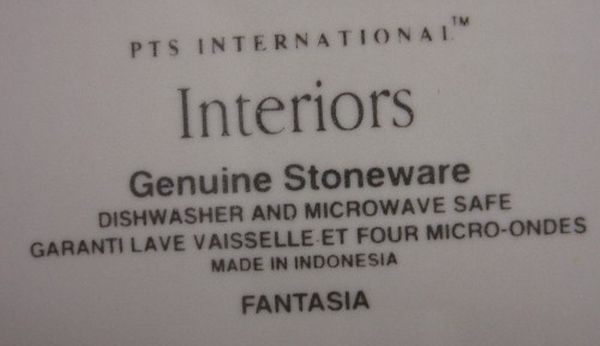 PTS INTERNATIONAL™
Interiors
Genuine Stoneware
DISHWASHER AND MICROWAVE SAFE
GARANTI LAVE VAISSELLE ET FOUR MICRO-ONDES
MADE IN INDONESIA
FANTASIA